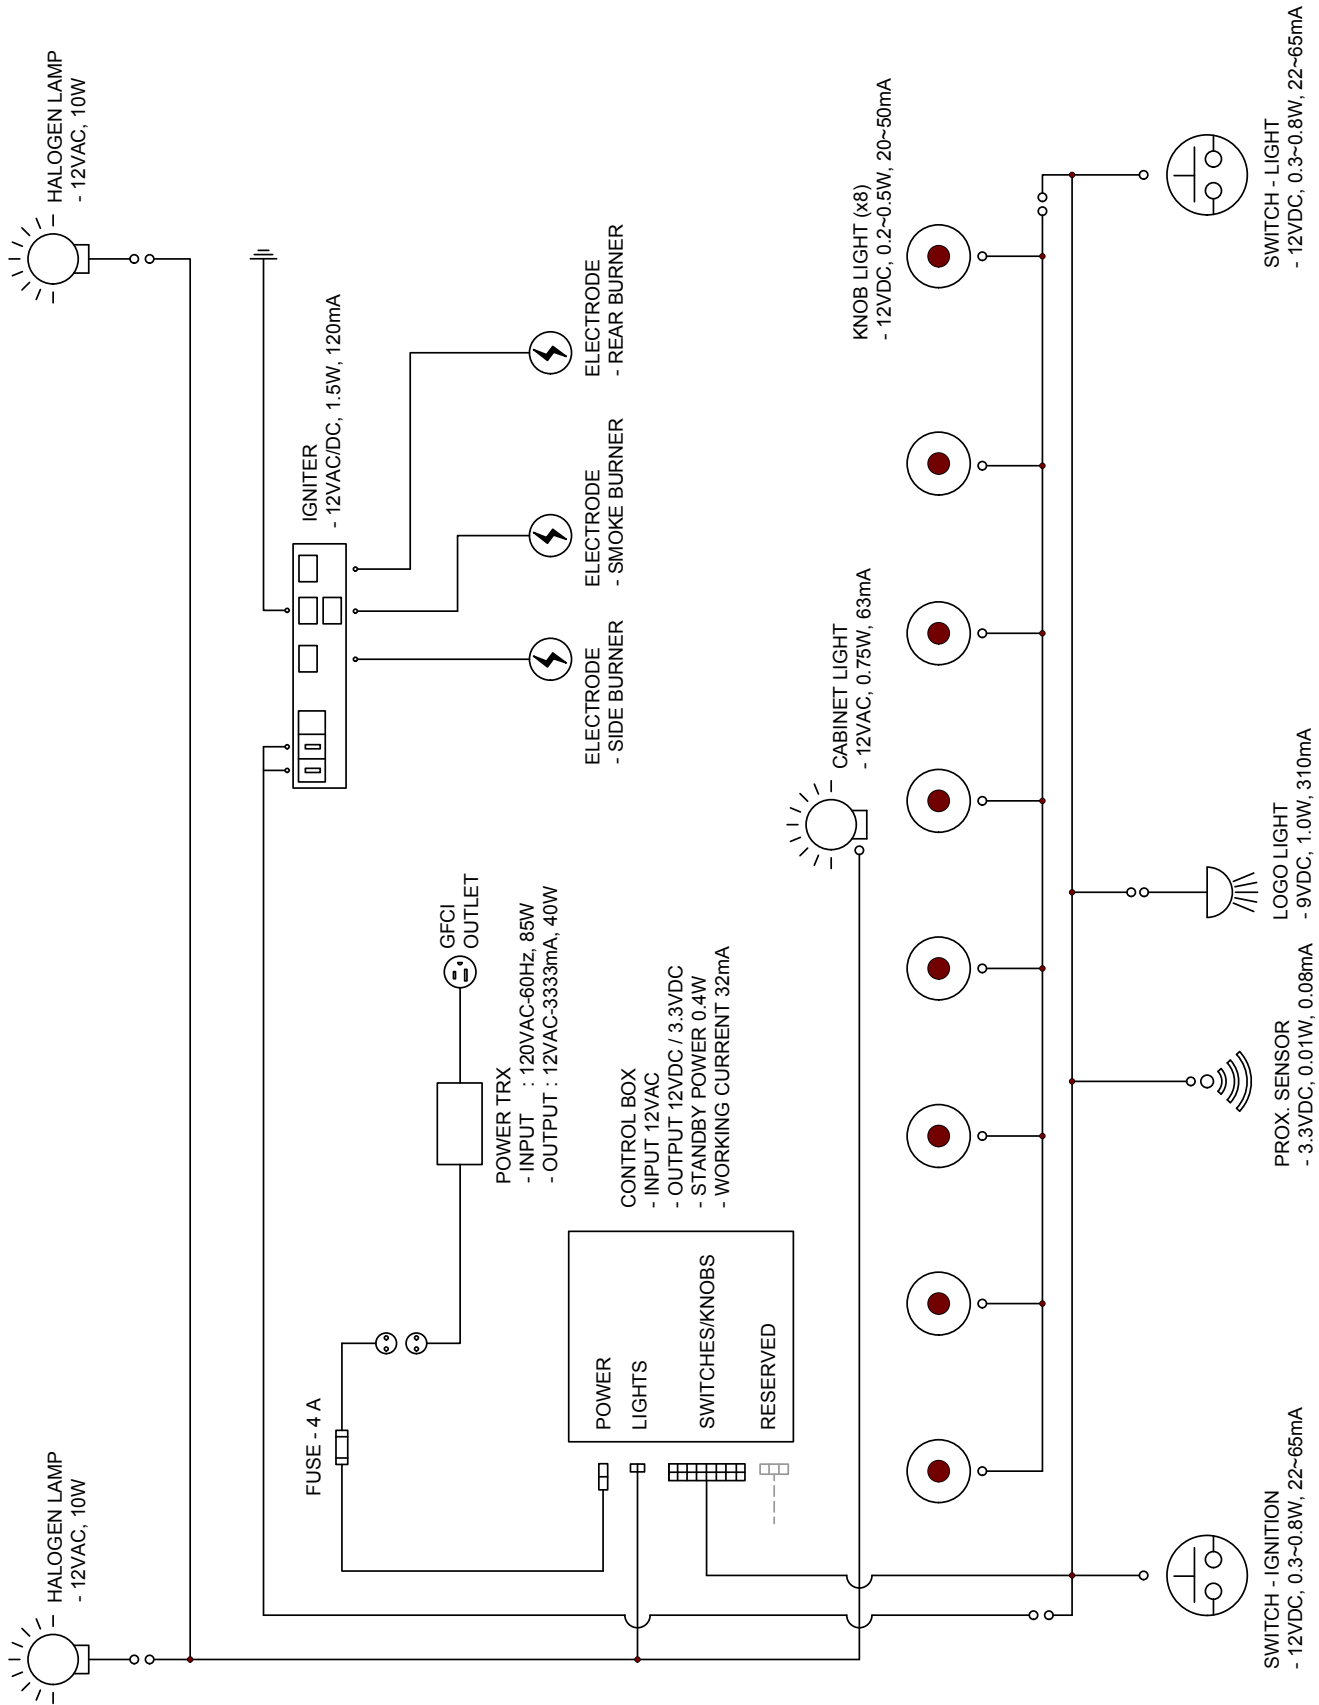 HALOGEN LAMP
- 12VAC, 10W
HALOGEN LAMP
- 12VAC, 10W
FUSE - 4 A
IGNITER
- 12VAC/DC, 1.5W, 120mA
GFCI
OUTLET
POWER TRX
- INPUT : 120VAC-60Hz, 85W
- OUTPUT : 12VAC-3333mA, 40W
ELECTRODE
- SIDE BURNER
ELECTRODE
- SMOKE BURNER
ELECTRODE
- REAR BURNER
CONTROL BOX
- INPUT 12VAC
- OUTPUT 12VDC / 3.3VDC
- STANDBY POWER 0.4W
- WORKING CURRENT 32mA
POWER
LIGHTS
SWITCHES/KNOBS
RESERVED
CABINET LIGHT
- 12VAC, 0.75W, 63mA
KNOB LIGHT (x8)
- 12VDC, 0.2~0.5W, 20~50mA
SWITCH - IGNITION
- 12VDC, 0.3~0.8W, 22~65mA
PROX. SENSOR
- 3.3VDC, 0.01W, 0.08mA
LOGO LIGHT
- 9VDC, 1.0W, 310mA
SWITCH - LIGHT
- 12VDC, 0.3~0.8W, 22~65mA